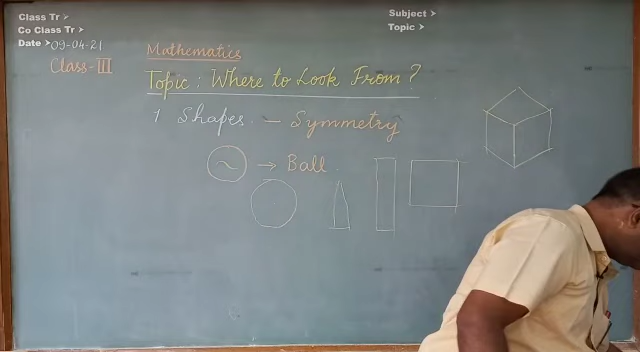 Class Tr >
Co Class Tr >
Date > 09-04-21
Subject >
Topic >
Class-III
Mathematics
Topic : Where to Look From ?
1 Shapes. - Symmetry
→ Ball.